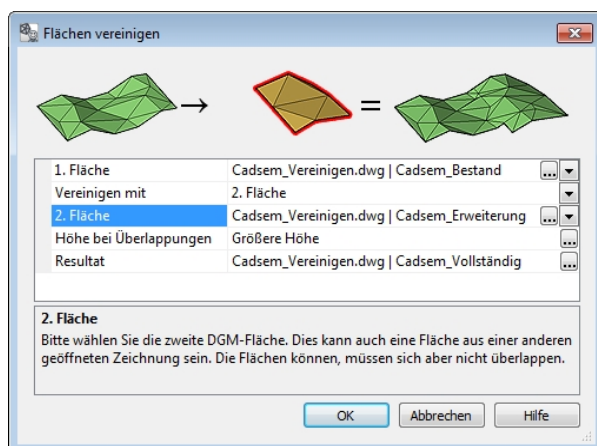 Flächen vereinigen
1. Fläche Cadsem_Vereinigen.dwg | Cadsem_Bestand ...
Vereinigen mit 2. Fläche
2. Fläche Cadsem_Vereinigen.dwg | Cadsem_Erweiterung ...
Höhe bei Überlappungen Größere Höhe ...
Resultat Cadsem_Vereinigen.dwg | Cadsem_Vollständig ...
2. Fläche
Bitte wählen Sie die zweite DGM-Fläche. Dies kann auch eine Fläche aus einer anderen
geöffneten Zeichnung sein. Die Flächen können, müssen sich aber nicht überlappen.
OK Abbrechen Hilfe